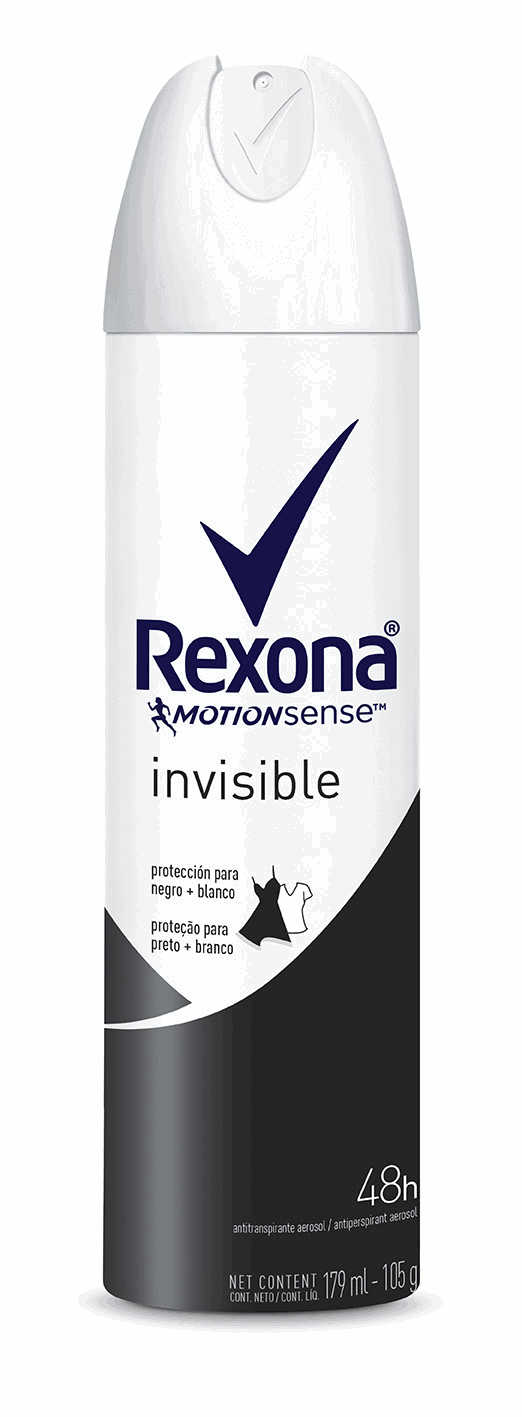 Rexona®
MOTIONsense™
invisible
protección para
negro + blanco
proteção para
preto + branco
48h
antitranspirante aerosol / antiperspirant aerosol
NET CONTENT 179 ml - 105 g
CONT. NETO / CONT. LÍQ.